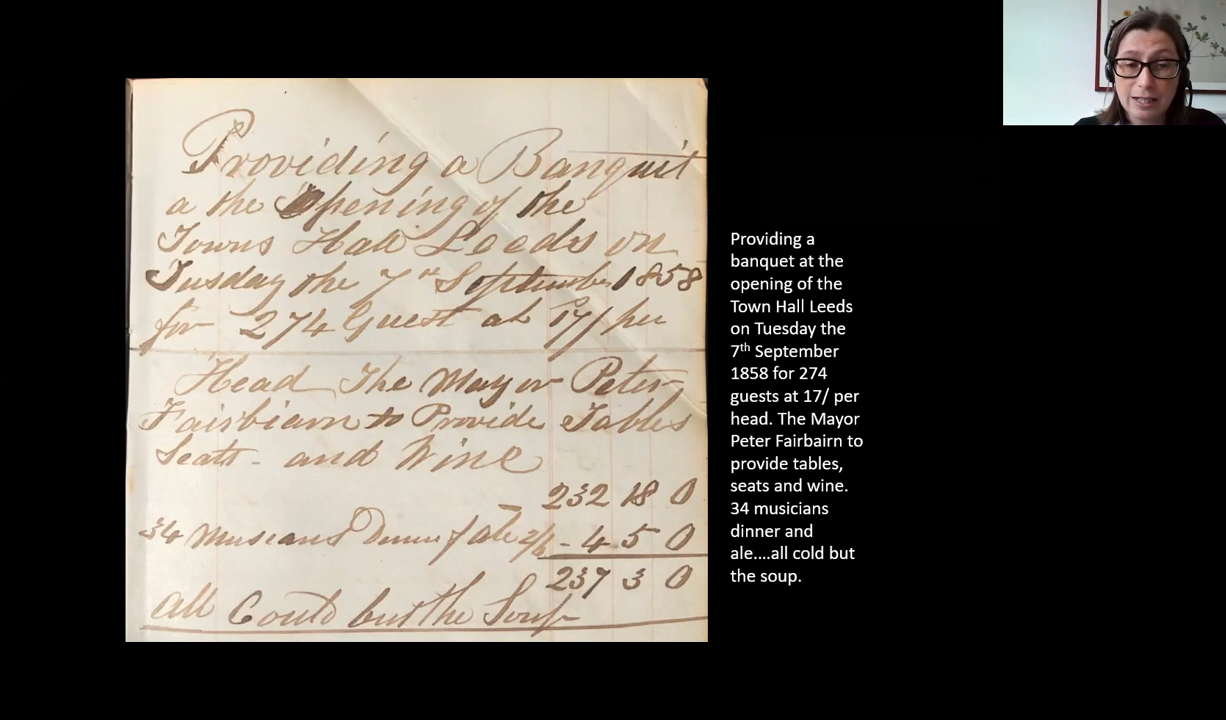 Providing a Banquit
a the Opening of the
Towns Hall Leeds on
Tusday the 7th September 1858
for 274 Guest at 17/ per
Head The Mayor Peter
Fairbiarn to Provide Tables
Seats - and Wine
232 18 0
34 Musicans Dinner & ale 2/6 - 4 5 0
237 3 0
all Could but the Soup
Providing a
banquet at the
opening of the
Town Hall Leeds
on Tuesday the
7th September
1858 for 274
guests at 17/ per
head. The Mayor
Peter Fairbairn to
provide tables,
seats and wine.
34 musicians
dinner and
ale....all cold but
the soup.